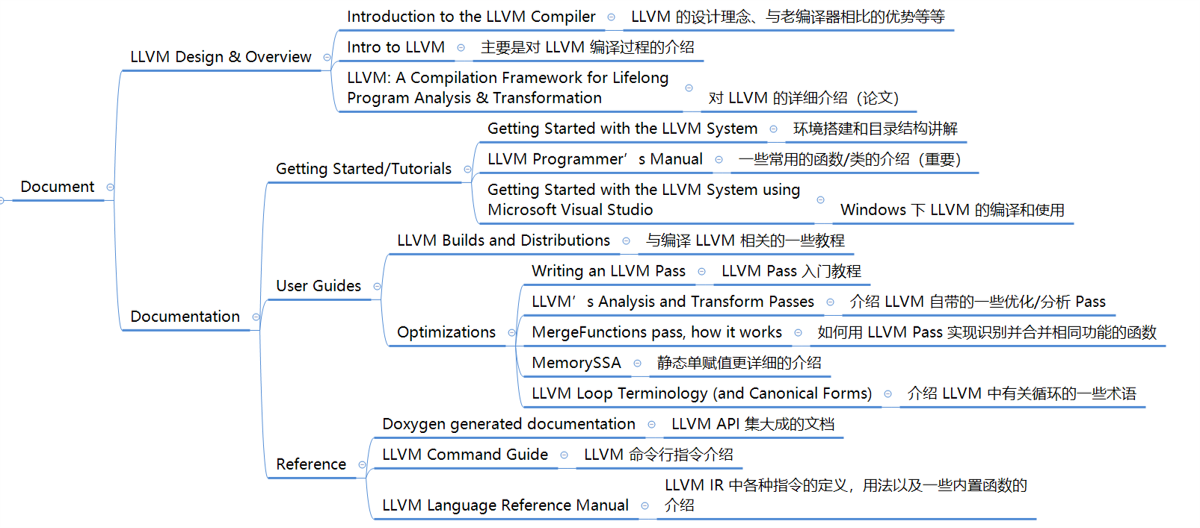 Document
LLVM Design & Overview
Introduction to the LLVM Compiler
LLVM 的设计理念、与老编译器相比的优势等等
Intro to LLVM
主要是对 LLVM 编译过程的介绍
LLVM: A Compilation Framework for Lifelong
Program Analysis & Transformation
对 LLVM 的详细介绍（论文）
Documentation
Getting Started/Tutorials
Getting Started with the LLVM System
环境搭建和目录结构讲解
LLVM Programmer’s Manual
一些常用的函数/类的介绍（重要）
Getting Started with the LLVM System using
Microsoft Visual Studio
Windows 下 LLVM 的编译和使用
User Guides
LLVM Builds and Distributions
与编译 LLVM 相关的一些教程
Optimizations
Writing an LLVM Pass
LLVM Pass 入门教程
LLVM’s Analysis and Transform Passes
介绍 LLVM 自带的一些优化/分析 Pass
MergeFunctions pass, how it works
如何用 LLVM Pass 实现识别并合并相同功能的函数
MemorySSA
静态单赋值更详细的介绍
LLVM Loop Terminology (and Canonical Forms)
介绍 LLVM 中有关循环的一些术语
Reference
Doxygen generated documentation
LLVM API 集大成的文档
LLVM Command Guide
LLVM 命令行指令介绍
LLVM Language Reference Manual
LLVM IR 中各种指令的定义，用法以及一些内置函数的
介绍